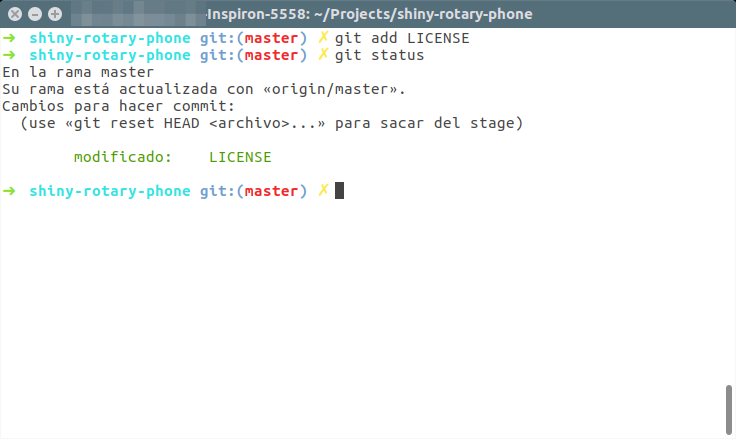 -Inspiron-5558: ~/Projects/shiny-rotary-phone
➜ shiny-rotary-phone git:(master) ✗ git add LICENSE
➜ shiny-rotary-phone git:(master) ✗ git status
En la rama master
Su rama está actualizada con «origin/master».
Cambios para hacer commit:
(use «git reset HEAD <archivo>...» para sacar del stage)
modificado: LICENSE
➜ shiny-rotary-phone git:(master) ✗